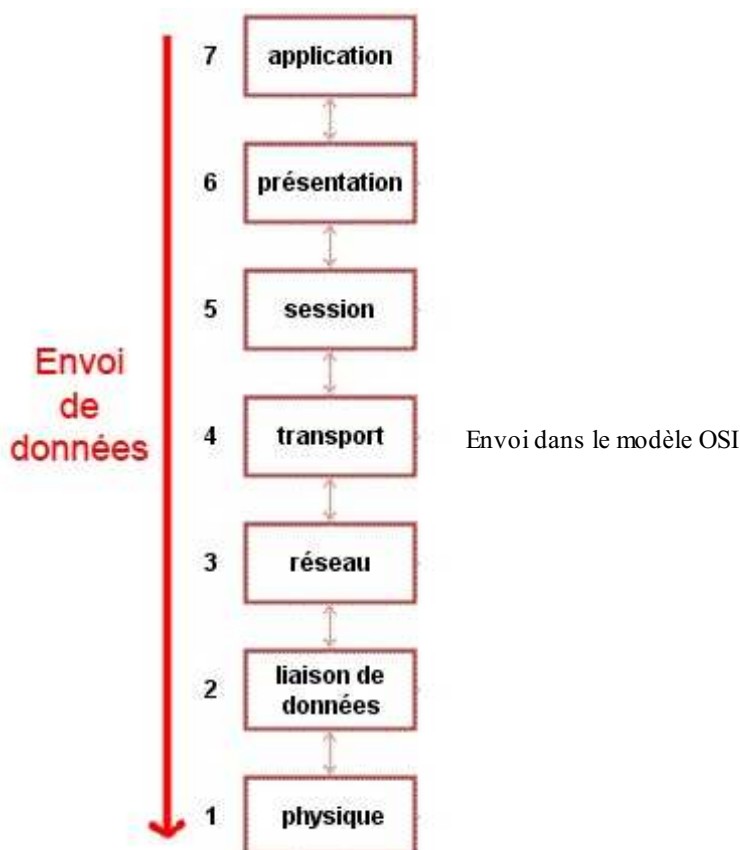 7 application
6 présentation
5 session
Envoi
de
données
4 transport
Envoi dans le modèle OSI
3 réseau
2 liaison de
données
1 physique